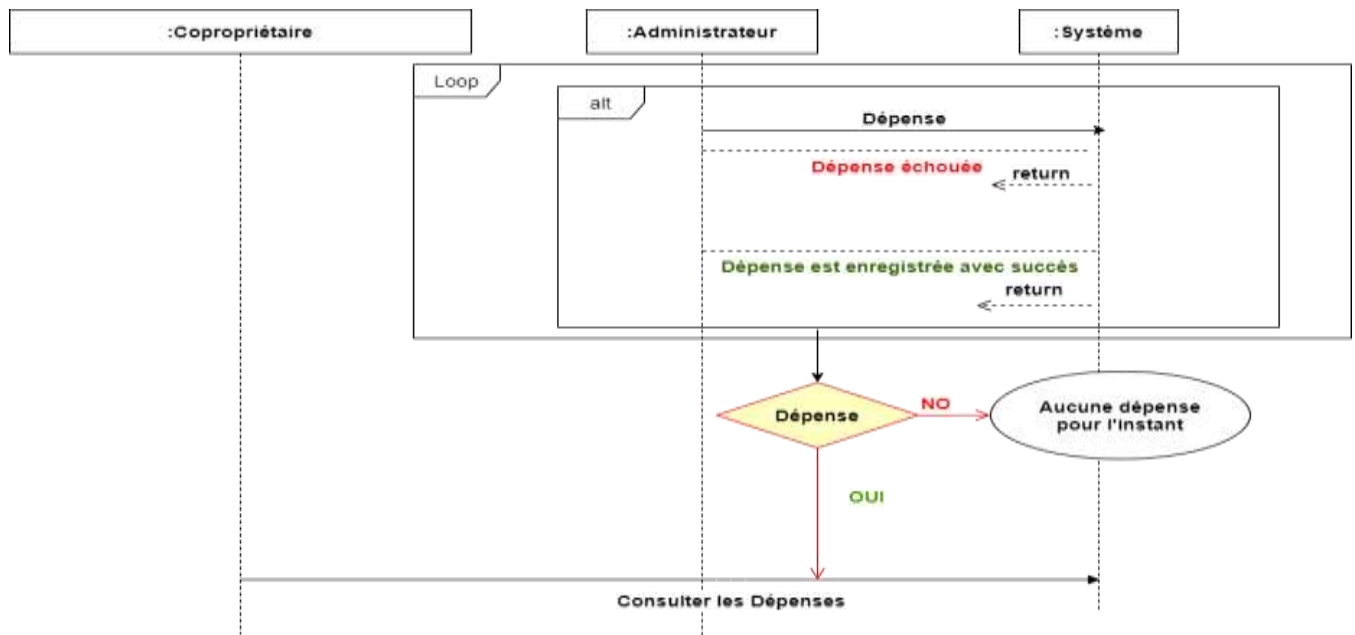 :Copropriétaire
:Administrateur
:Système
Loop
alt
Dépense
Dépense échouée
return
Dépense est enregistrée avec succès
return
Dépense
NO
Aucune dépense
pour l'instant
OUI
Consulter les Dépenses